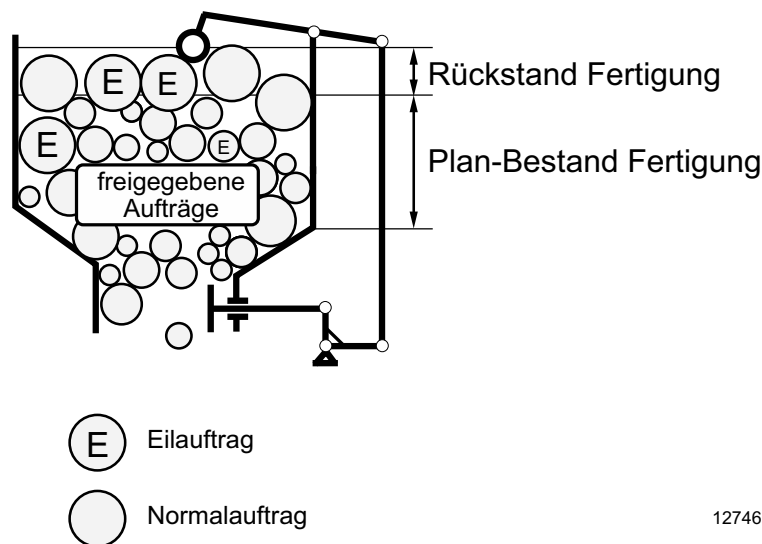 E E
Rückstand Fertigung
E E
Plan-Bestand Fertigung
freigegebene
Aufträge
E Eilauftrag
Normalauftrag
12746